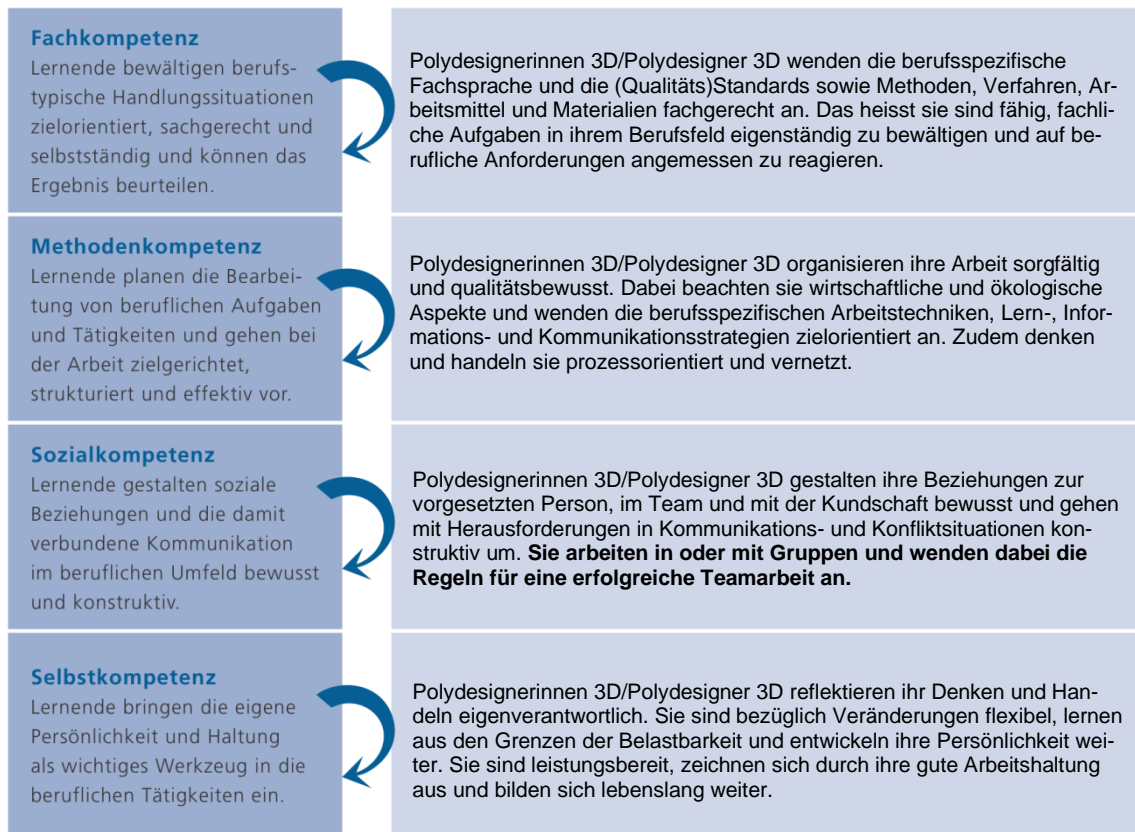 Fachkompetenz
Lernende bewältigen berufs-
typische Handlungssituationen
zielorientiert, sachgerecht und
selbstständig und können das
Ergebnis beurteilen.
Polydesignerinnen 3D/Polydesigner 3D wenden die berufsspezifische
Fachsprache und die (Qualitäts)Standards sowie Methoden, Verfahren, Ar-
beitsmittel und Materialien fachgerecht an. Das heisst sie sind fähig, fachli-
che Aufgaben in ihrem Berufsfeld eigenständig zu bewältigen und auf be-
rufliche Anforderungen angemessen zu reagieren.
Methodenkompetenz
Lernende planen die Bearbei-
tung von beruflichen Aufgaben
und Tätigkeiten und gehen bei
der Arbeit zielgerichtet,
strukturiert und effektiv vor.
Polydesignerinnen 3D/Polydesigner 3D organisieren ihre Arbeit sorgfältig
und qualitätsbewusst. Dabei beachten sie wirtschaftliche und ökologische
Aspekte und wenden die berufsspezifischen Arbeitstechniken, Lern-, Infor-
mations- und Kommunikationsstrategien zielorientiert an. Zudem denken
und handeln sie prozessorientiert und vernetzt.
Sozialkompetenz
Lernende gestalten soziale
Beziehungen und die damit
verbundene Kommunikation
im beruflichen Umfeld bewusst
und konstruktiv.
Polydesignerinnen 3D/Polydesigner 3D gestalten ihre Beziehungen zur
vorgesetzten Person, im Team und mit der Kundschaft bewusst und gehen
mit Herausforderungen in Kommunikations- und Konfliktsituationen kon-
struktiv um. Sie arbeiten in oder mit Gruppen und wenden dabei die
Regeln für eine erfolgreiche Teamarbeit an.
Selbstkompetenz
Lernende bringen die eigene
Persönlichkeit und Haltung
als wichtiges Werkzeug in die
beruflichen Tätigkeiten ein.
Polydesignerinnen 3D/Polydesigner 3D reflektieren ihr Denken und Han-
deln eigenverantwortlich. Sie sind bezüglich Veränderungen flexibel, lernen
aus den Grenzen der Belastbarkeit und entwickeln ihre Persönlichkeit wei-
ter. Sie sind leistungsbereit, zeichnen sich durch ihre gute Arbeitshaltung
aus und bilden sich lebenslang weiter.